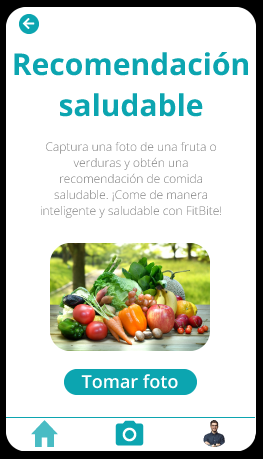 Recomendación
saludable
Captura una foto de una fruta o
verduras y obtén una
recomendación de comida
saludable. ¡Come de manera
inteligente y saludable con FitBite!
Tomar foto